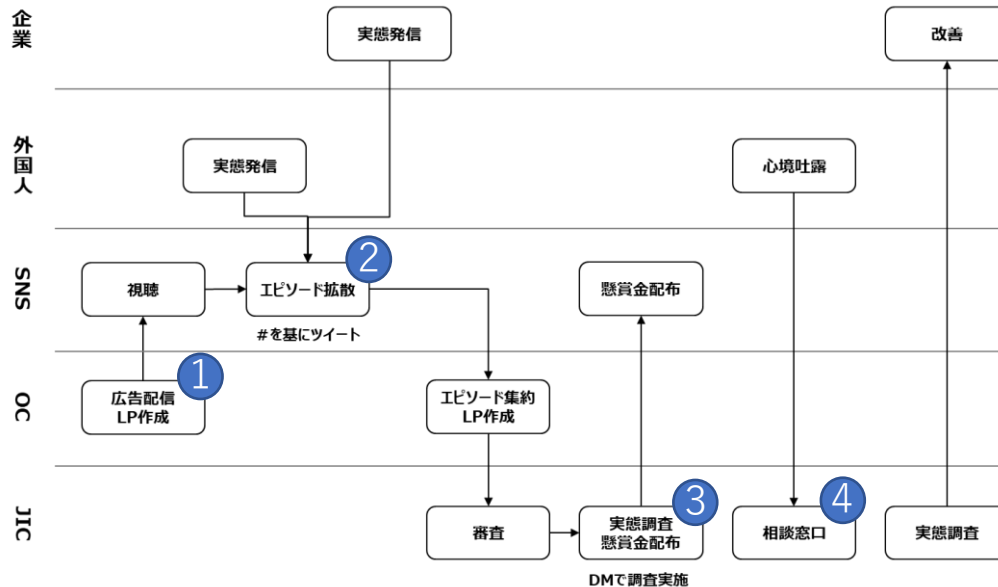 企業
実態発信
改善
外国人
実態発信
心境吐露
SNS
視聴
エピソード拡散
2
懸賞金配布
#を基にツイート
OC
広告配信
LP作成
1
エピソード集約
LP作成
JIC
審査
実態調査
懸賞金配布
3
相談窓口
4
実態調査
DMで調査実施